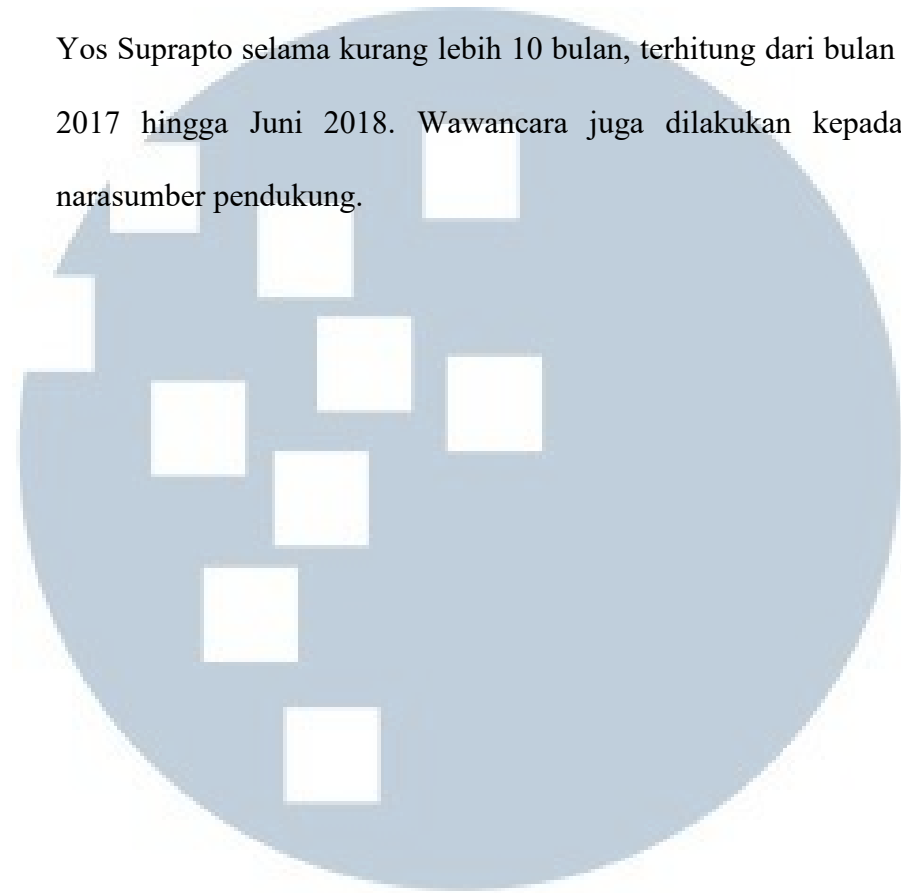 Yos Suprapto selama kurang lebih 10 bulan, terhitung dari bulan
2017 hingga Juni 2018. Wawancara juga dilakukan kepada
narasumber pendukung.